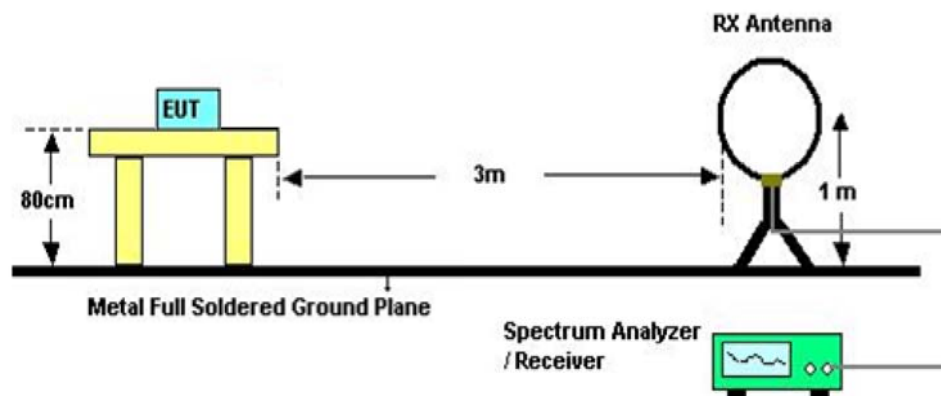 RX Antenna
EUT
80cm
3m
1 m
Metal Full Soldered Ground Plane
Spectrum Analyzer
/ Receiver